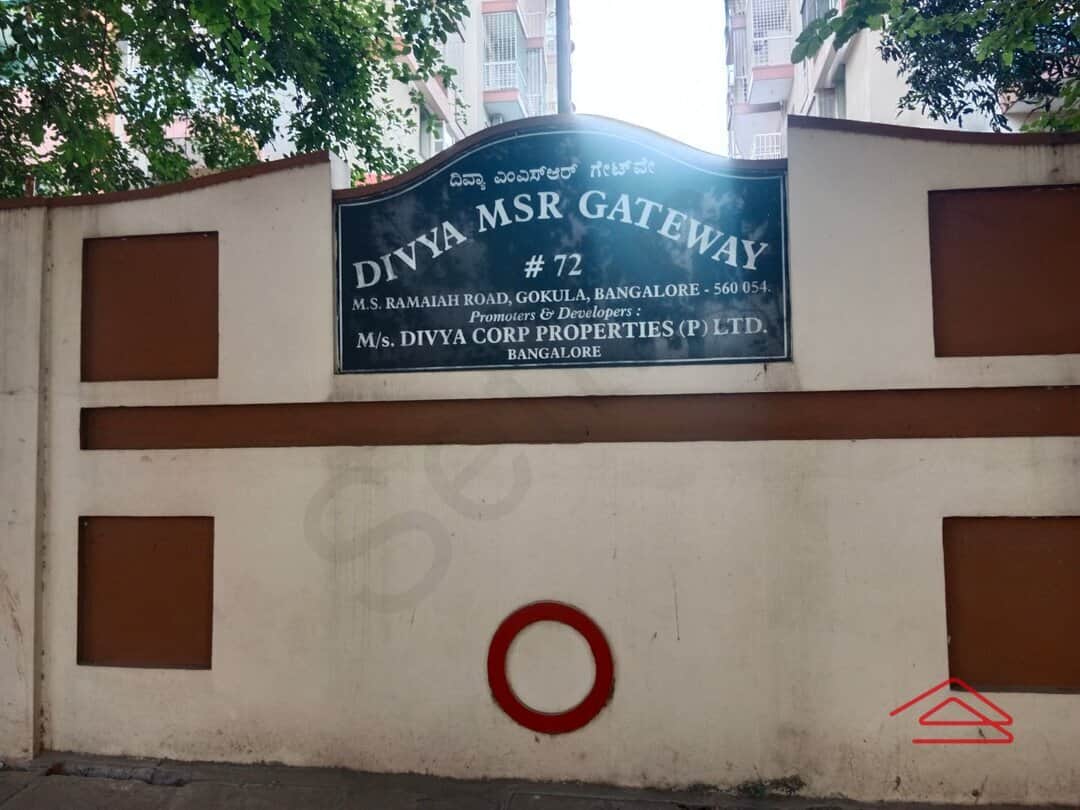 ದಿವ್ಯಾ ಎಂಎಸ್ಆರ್ ಗೇಟ್‌ವೇ
DIVYA MSR GATEWAY
# 72
M.S. RAMAIAH ROAD, GOKULA, BANGALORE - 560 054.
Promoters & Developers :
M/s. DIVYA CORP PROPERTIES (P) LTD.
BANGALORE